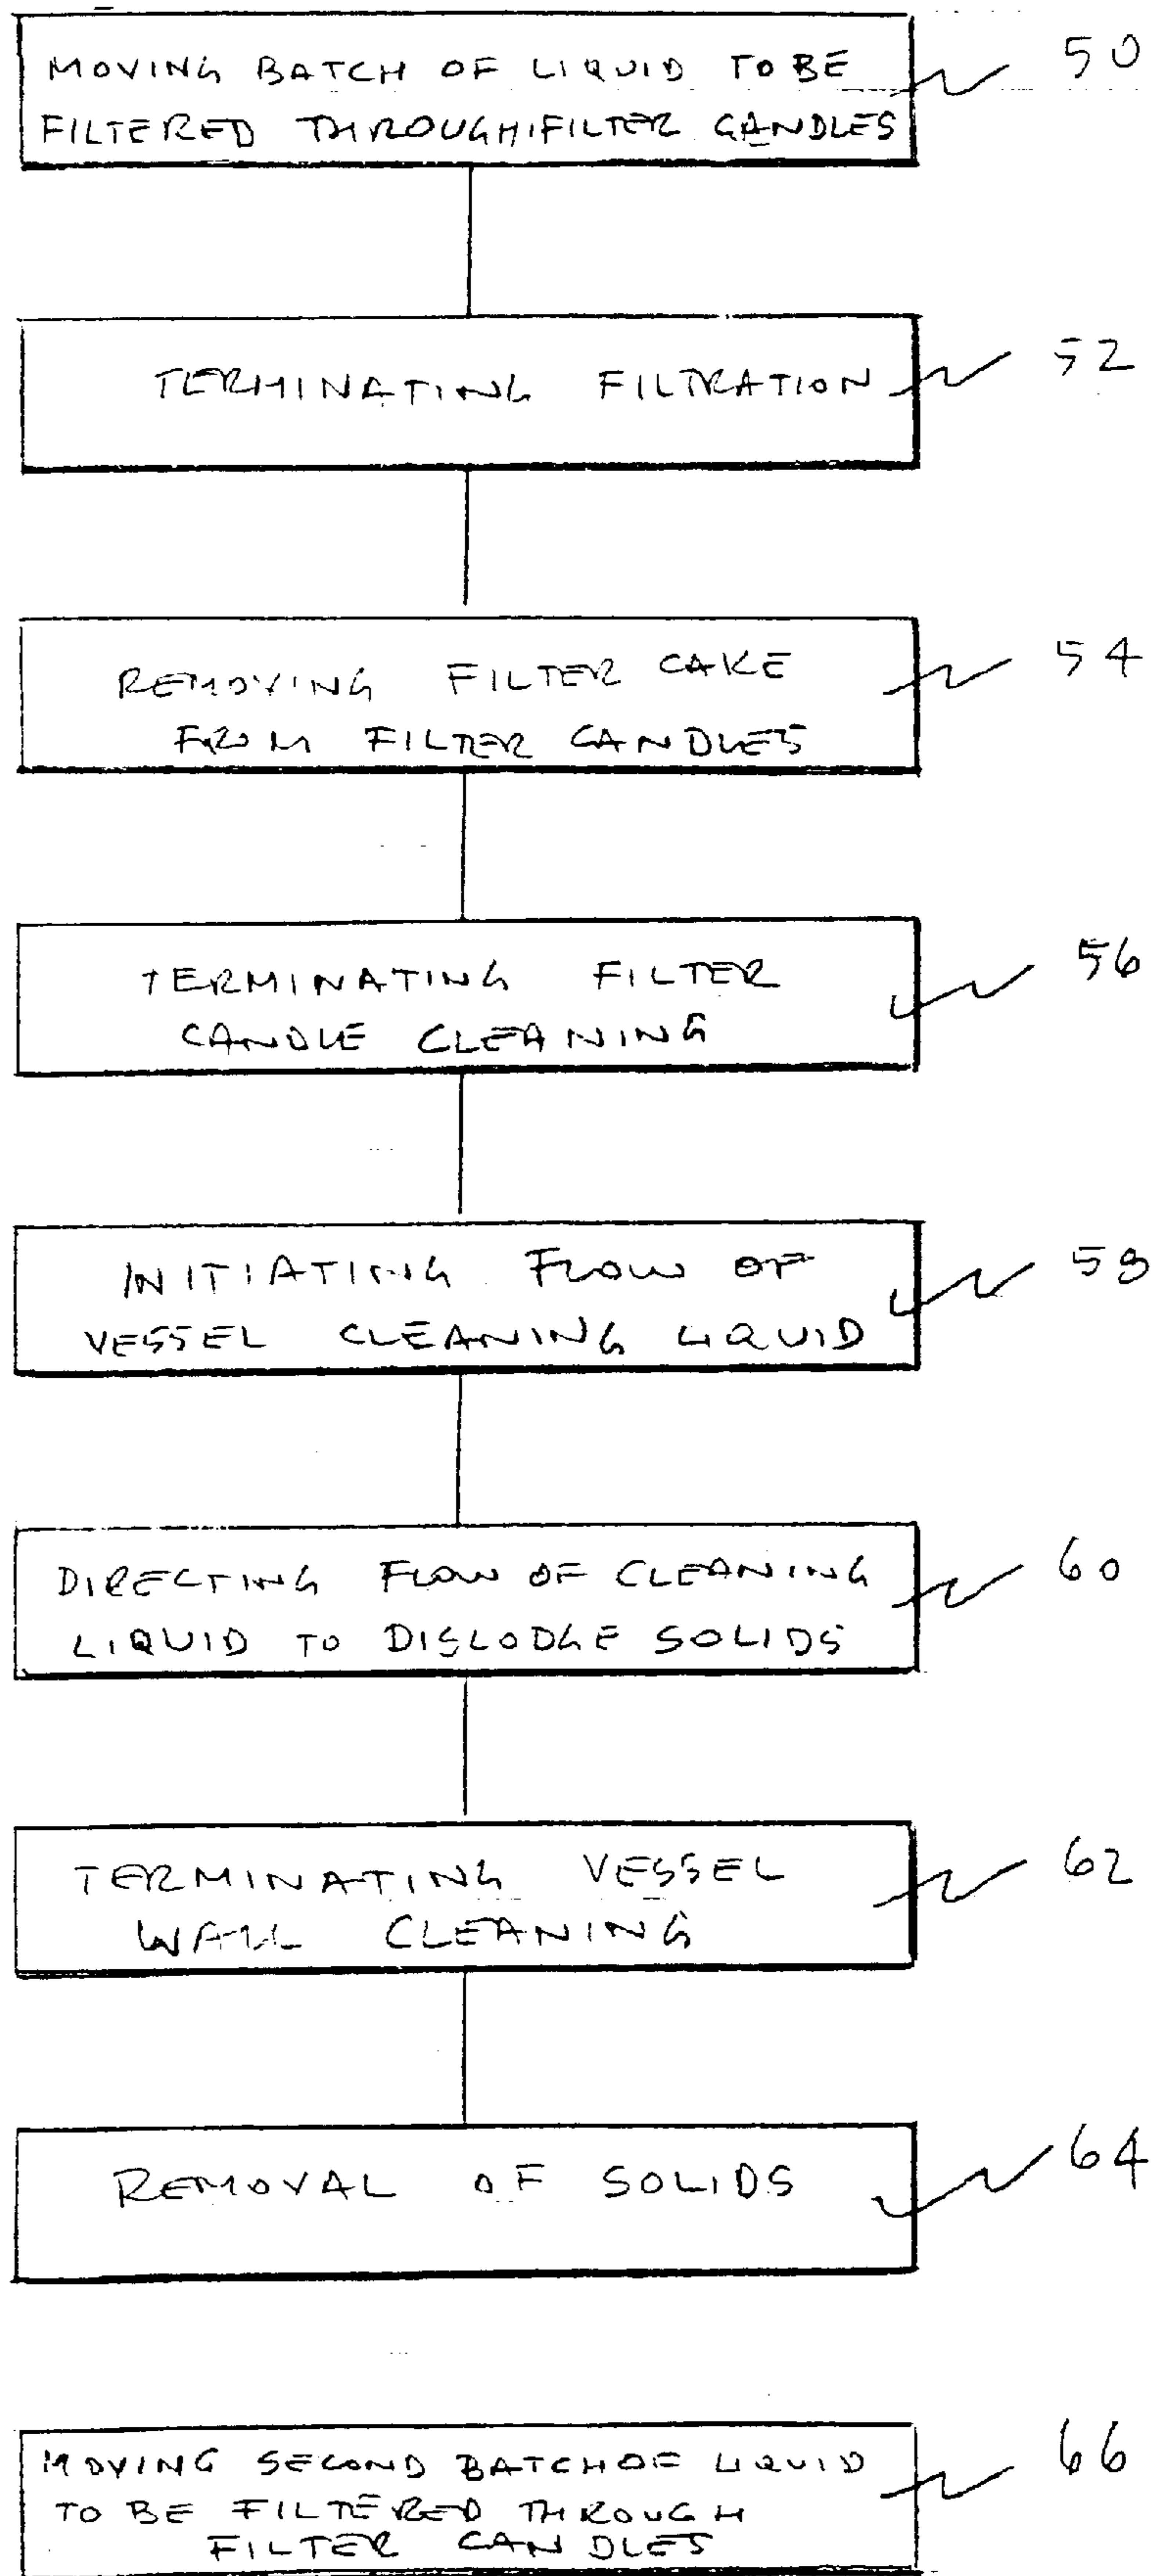 MOVING BATCH OF LIQUID TO BE
50
FILTERED THROUGH FILTER CANDLES
TERMINATING FILTRATION
52
REMOVING FILTER CAKE
54
FROM FILTER CANDLES
TERMINATING FILTER
56
CANDLE CLEANING
INITIATING FLOW OF
58
VESSEL CLEANING LIQUID
DIRECTING FLOW OF CLEANING
60
LIQUID TO DISLODGE SOLIDS
TERMINATING VESSEL
62
WALL CLEANING
REMOVAL OF SOLIDS
64
MOVING SECOND BATCH OF LIQUID
66
TO BE FILTERED THROUGH
FILTER CANDLES